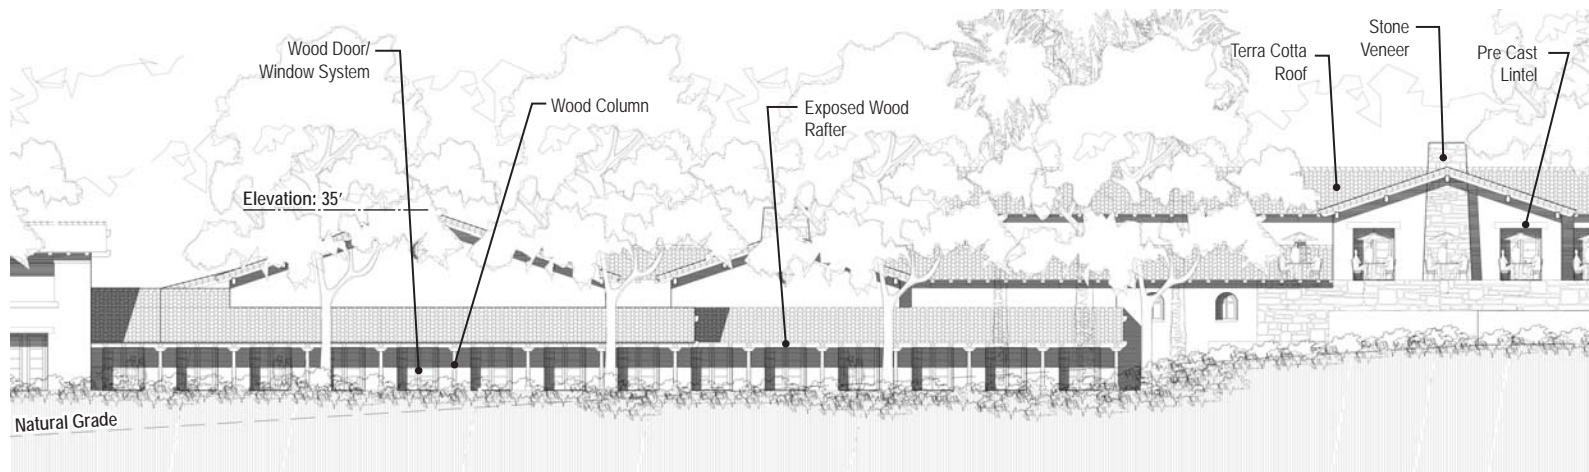 Wood Door/
Window System
Wood Column
Exposed Wood
Rafter
Terra Cotta
Roof
Stone
Veneer
Pre Cast
Lintel
Elevation: 35'
Natural Grade